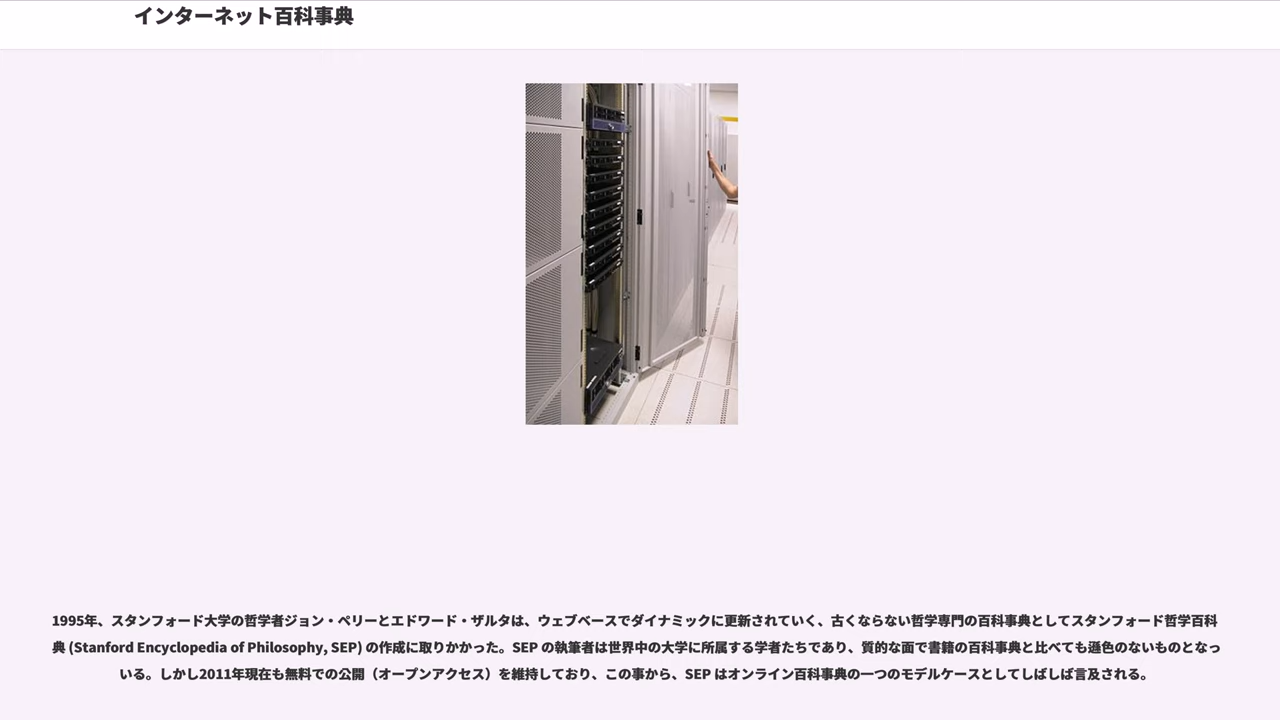 インターネット百科事典
1995年、スタンフォード大学の哲学者ジョン・ペリーとエドワード・ザルタは、ウェブベースでダイナミックに更新されていく、古くならない哲学専門の百科事典としてスタンフォード哲学百科
典 (Stanford Encyclopedia of Philosophy, SEP) の作成に取りかかった。SEP の執筆者は世界中の大学に所属する学者たちであり、質的な面で書籍の百科事典と比べても遜色のないものとなっ
ている。しかし2011年現在も無料での公開（オープンアクセス）を維持しており、この事から、SEP はオンライン百科事典の一つのモデルケースとしてしばしば言及される。